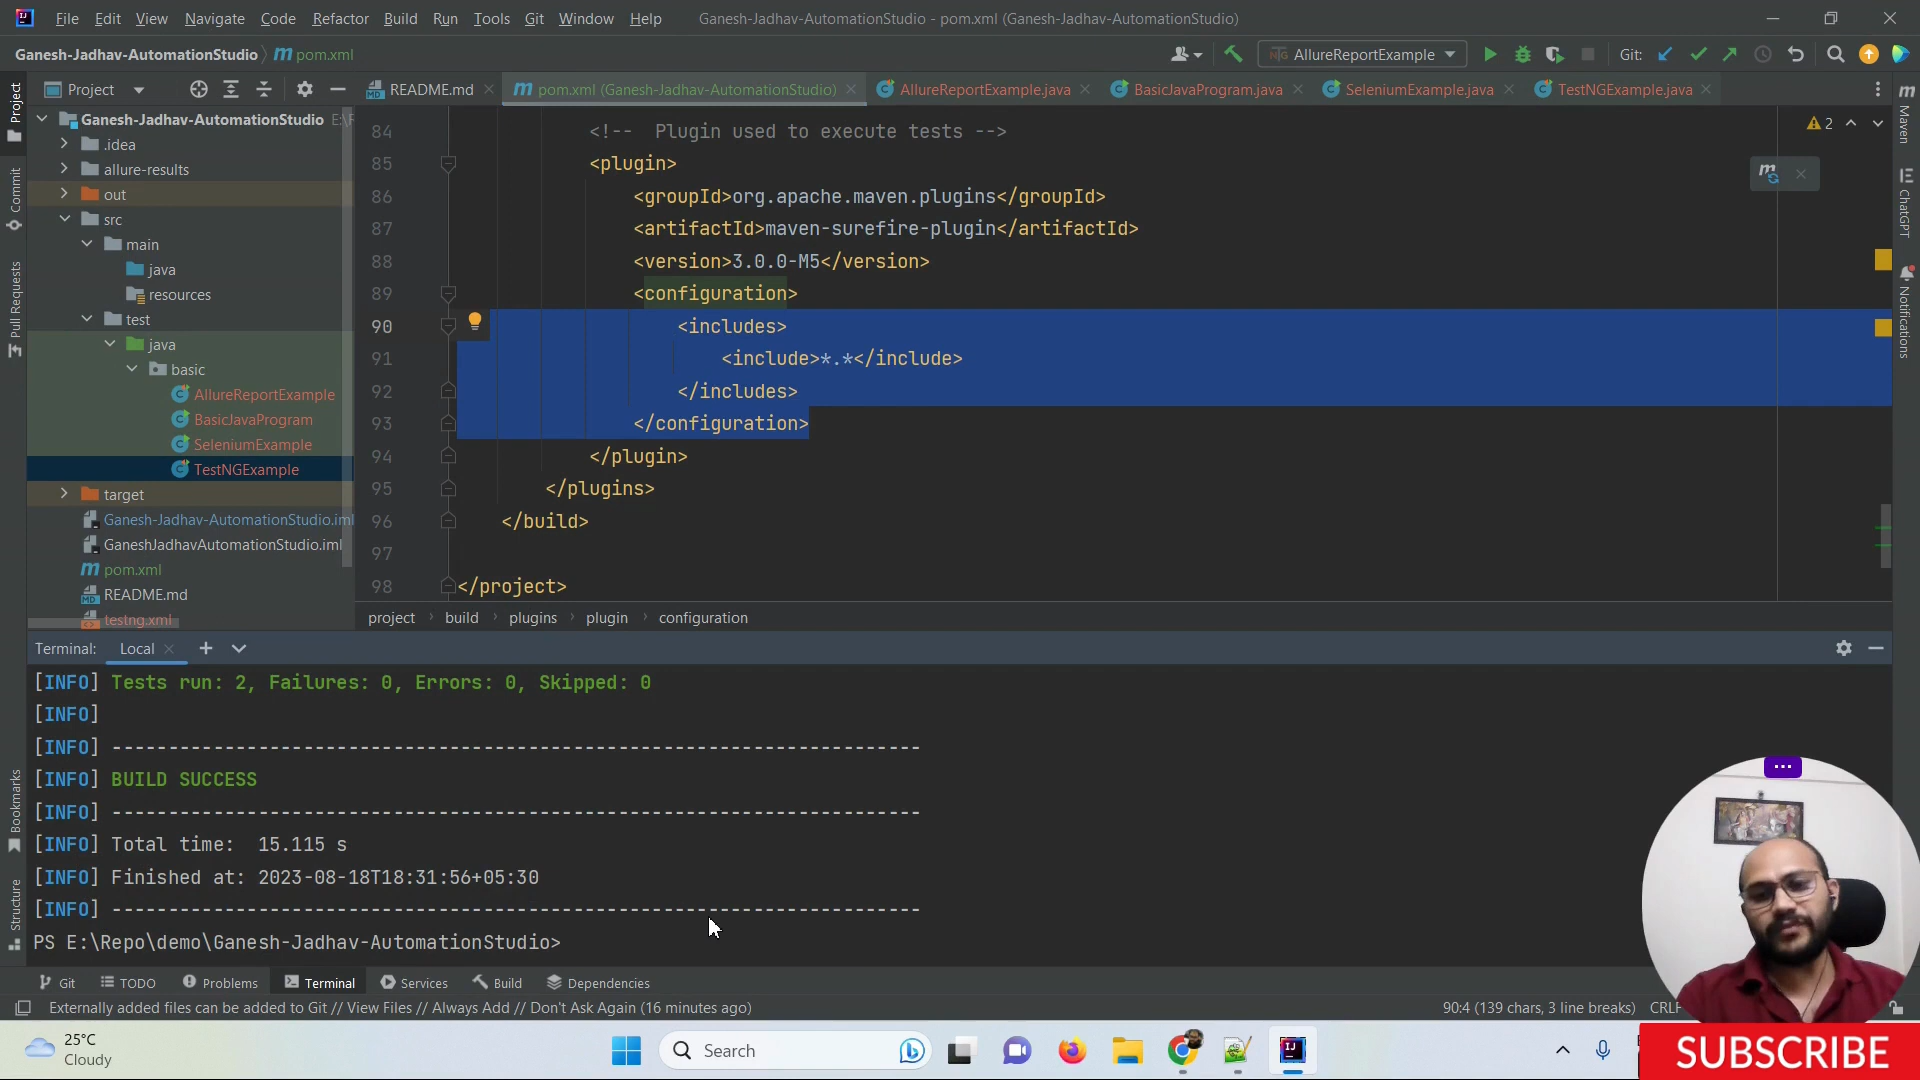 File Edit View Navigate Code Refactor Build Run Tools Git Window Help Ganesh-Jadhav-AutomationStudio - pom.xml (Ganesh-Jadhav-AutomationStudio)
Ganesh-Jadhav-AutomationStudio pom.xml AllureReportExample Git:
Project README.md pom.xml (Ganesh-Jadhav-AutomationStudio) AllureReportExample.java BasicJavaProgram.java SeleniumExample.java TestNGExample.java
Project
Commit
Pull Requests
Bookmarks
Structure
Ganesh-Jadhav-AutomationStudio
.idea
allure-results
out
src
main
java
resources
test
java
basic
AllureReportExample
BasicJavaProgram
SeleniumExample
TestNGExample
target
Ganesh-Jadhav-AutomationStudio.iml
GaneshJadhavAutomationStudio.iml
pom.xml
README.md
testng.xml
84 <!--  Plugin used to execute tests -->
85 <plugin>
86 <groupId>org.apache.maven.plugins</groupId>
87 <artifactId>maven-surefire-plugin</artifactId>
88 <version>3.0.0-M5</version>
89 <configuration>
90 <includes>
91 <include>*.*</include>
92 </includes>
93 </configuration>
94 </plugin>
95 </plugins>
96 </build>
97
98 </project>
2
Maven
ChatGPT
Notifications
project build plugins plugin configuration
Terminal: Local
[INFO] Tests run: 2, Failures: 0, Errors: 0, Skipped: 0
[INFO]
[INFO] ------------------------------------------------------------------------
[INFO] BUILD SUCCESS
[INFO] ------------------------------------------------------------------------
[INFO] Total time:  15.115 s
[INFO] Finished at: 2023-08-18T18:31:56+05:30
[INFO] ------------------------------------------------------------------------
PS E:\Repo\demo\Ganesh-Jadhav-AutomationStudio>
Git TODO Problems Terminal Services Build Dependencies
Externally added files can be added to Git // View Files // Always Add // Don't Ask Again (16 minutes ago) 90:4 (139 chars, 3 line breaks)
25°C
Cloudy
Search
SUBSCRIBE